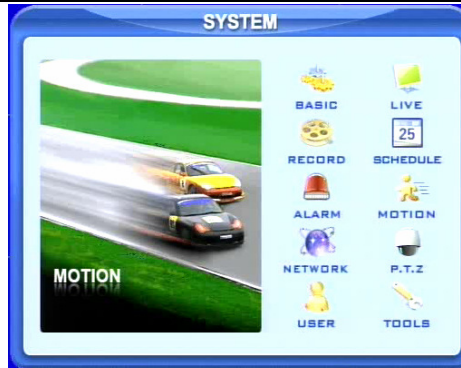 SYSTEM
BASIC LIVE
25
RECORD SCHEDULE
ALARM MOTION
MOTION
NETWORK P.T.Z
USER TOOLS